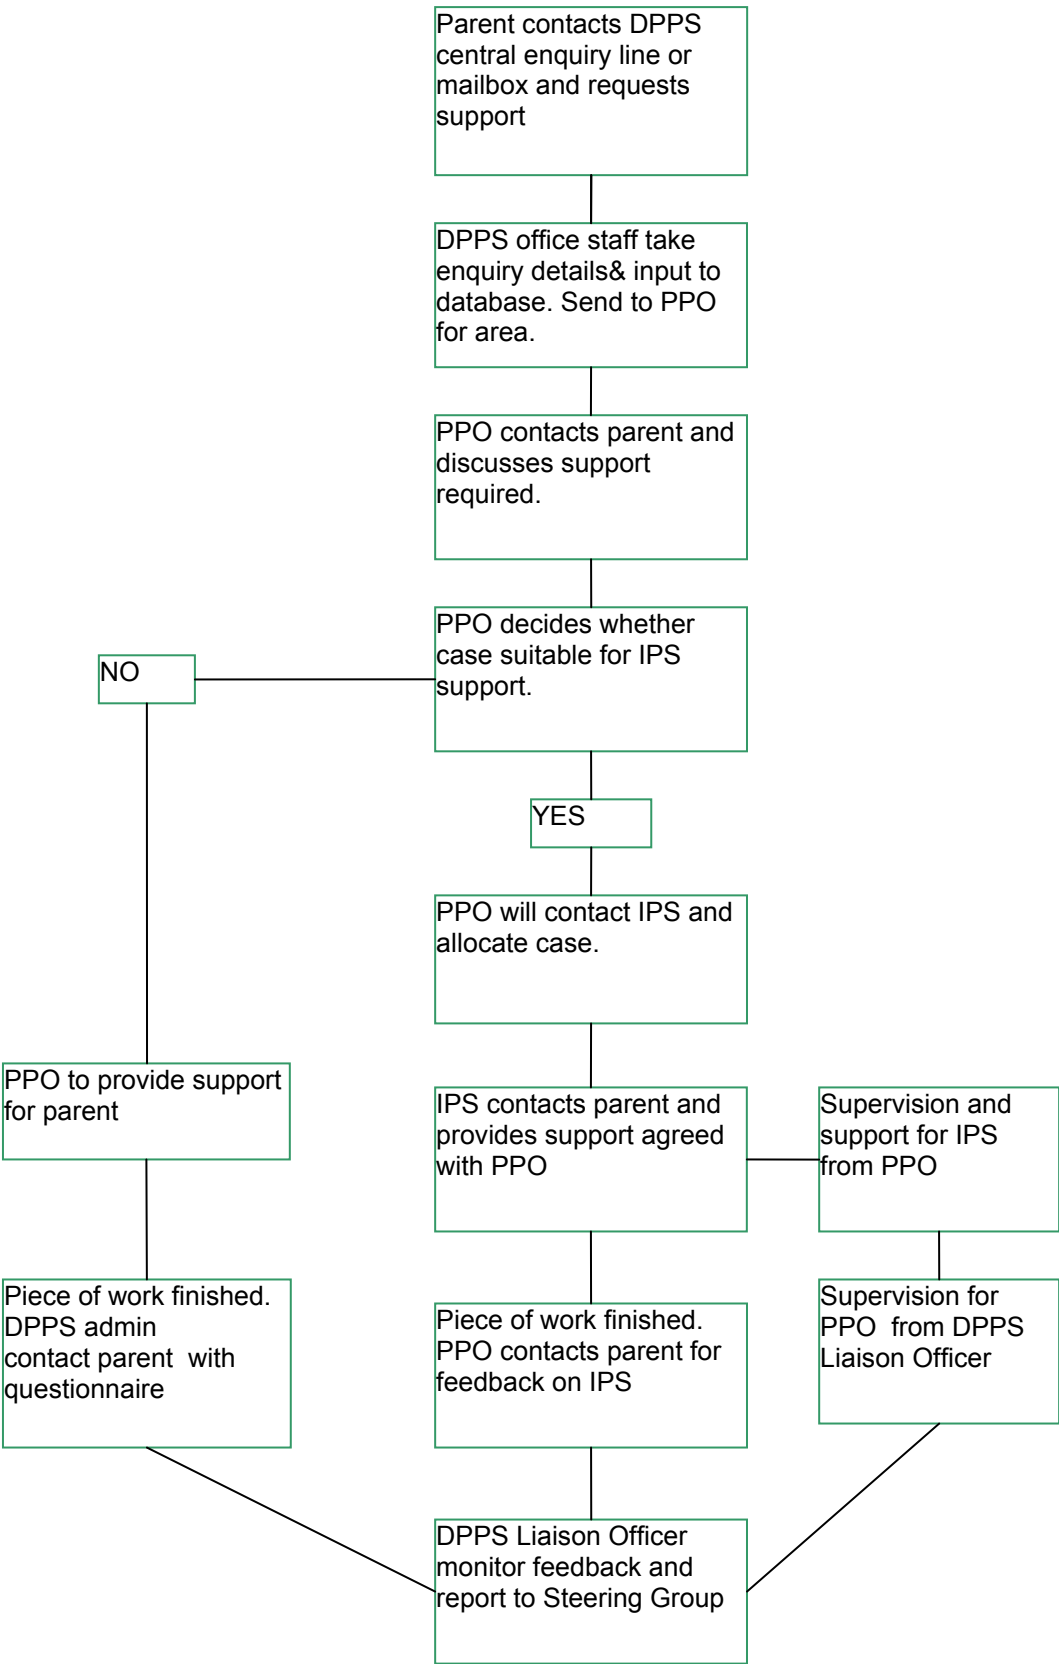 Parent contacts DPPS
central enquiry line or
mailbox and requests
support
DPPS office staff take
enquiry details& input to
database. Send to PPO
for area.
PPO contacts parent and
discusses support
required.
PPO decides whether
case suitable for IPS
support.
NO
YES
PPO will contact IPS and
allocate case.
PPO to provide support
for parent
IPS contacts parent and
provides support agreed
with PPO
Supervision and
support for IPS
from PPO
Piece of work finished.
DPPS admin
contact parent  with
questionnaire
Piece of work finished.
PPO contacts parent for
feedback on IPS
Supervision for
PPO  from DPPS
Liaison Officer
DPPS Liaison Officer
monitor feedback and
report to Steering Group